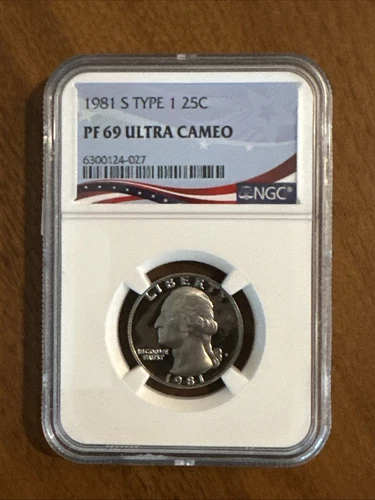 1981 S TYPE 1 25C
PF 69 ULTRA CAMEO
6300124-027
NGC®
LIBERTY
IN GOD WE
TRUST
1981